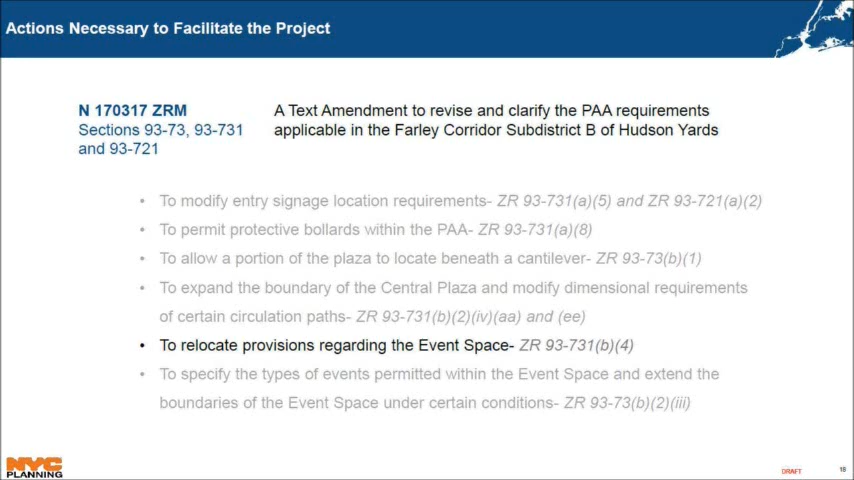 Actions Necessary to Facilitate the Project
N 170317 ZRM
Sections 93-73, 93-731
and 93-721
A Text Amendment to revise and clarify the PAA requirements
applicable in the Farley Corridor Subdistrict B of Hudson Yards
• To modify entry signage location requirements- ZR 93-731(a)(5) and ZR 93-721(a)(2)
• To permit protective bollards within the PAA- ZR 93-731(a)(8)
• To allow a portion of the plaza to locate beneath a cantilever- ZR 93-73(b)(1)
• To expand the boundary of the Central Plaza and modify dimensional requirements
of certain circulation paths- ZR 93-731(b)(2)(iv)(aa) and (ee)
• To relocate provisions regarding the Event Space- ZR 93-731(b)(4)
• To specify the types of events permitted within the Event Space and extend the
boundaries of the Event Space under certain conditions- ZR 93-73(b)(2)(iii)
NYC
PLANNING
DRAFT